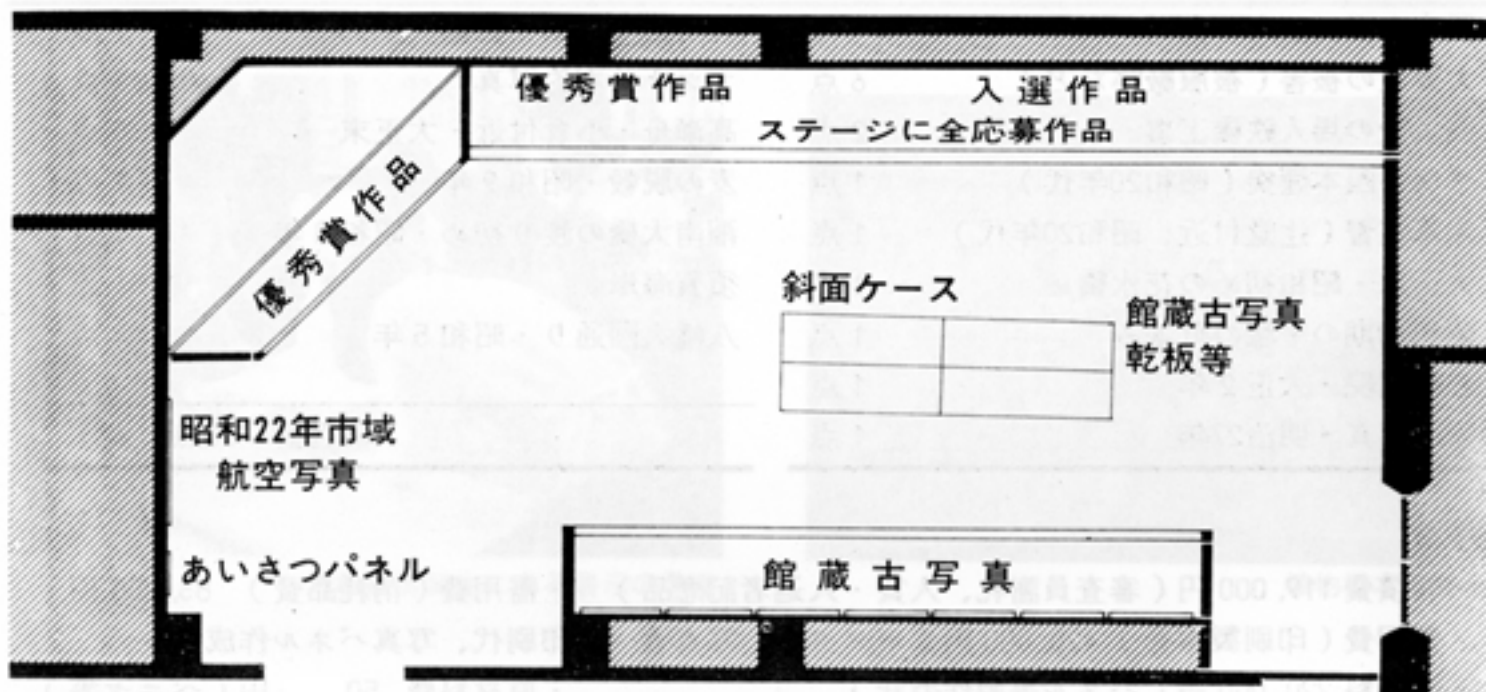 優秀賞作品
入選作品
ステージに全応募作品
優秀賞作品
斜面ケース
館蔵古写真
乾板等
昭和22年市域
航空写真
あいさつパネル
館蔵古写真